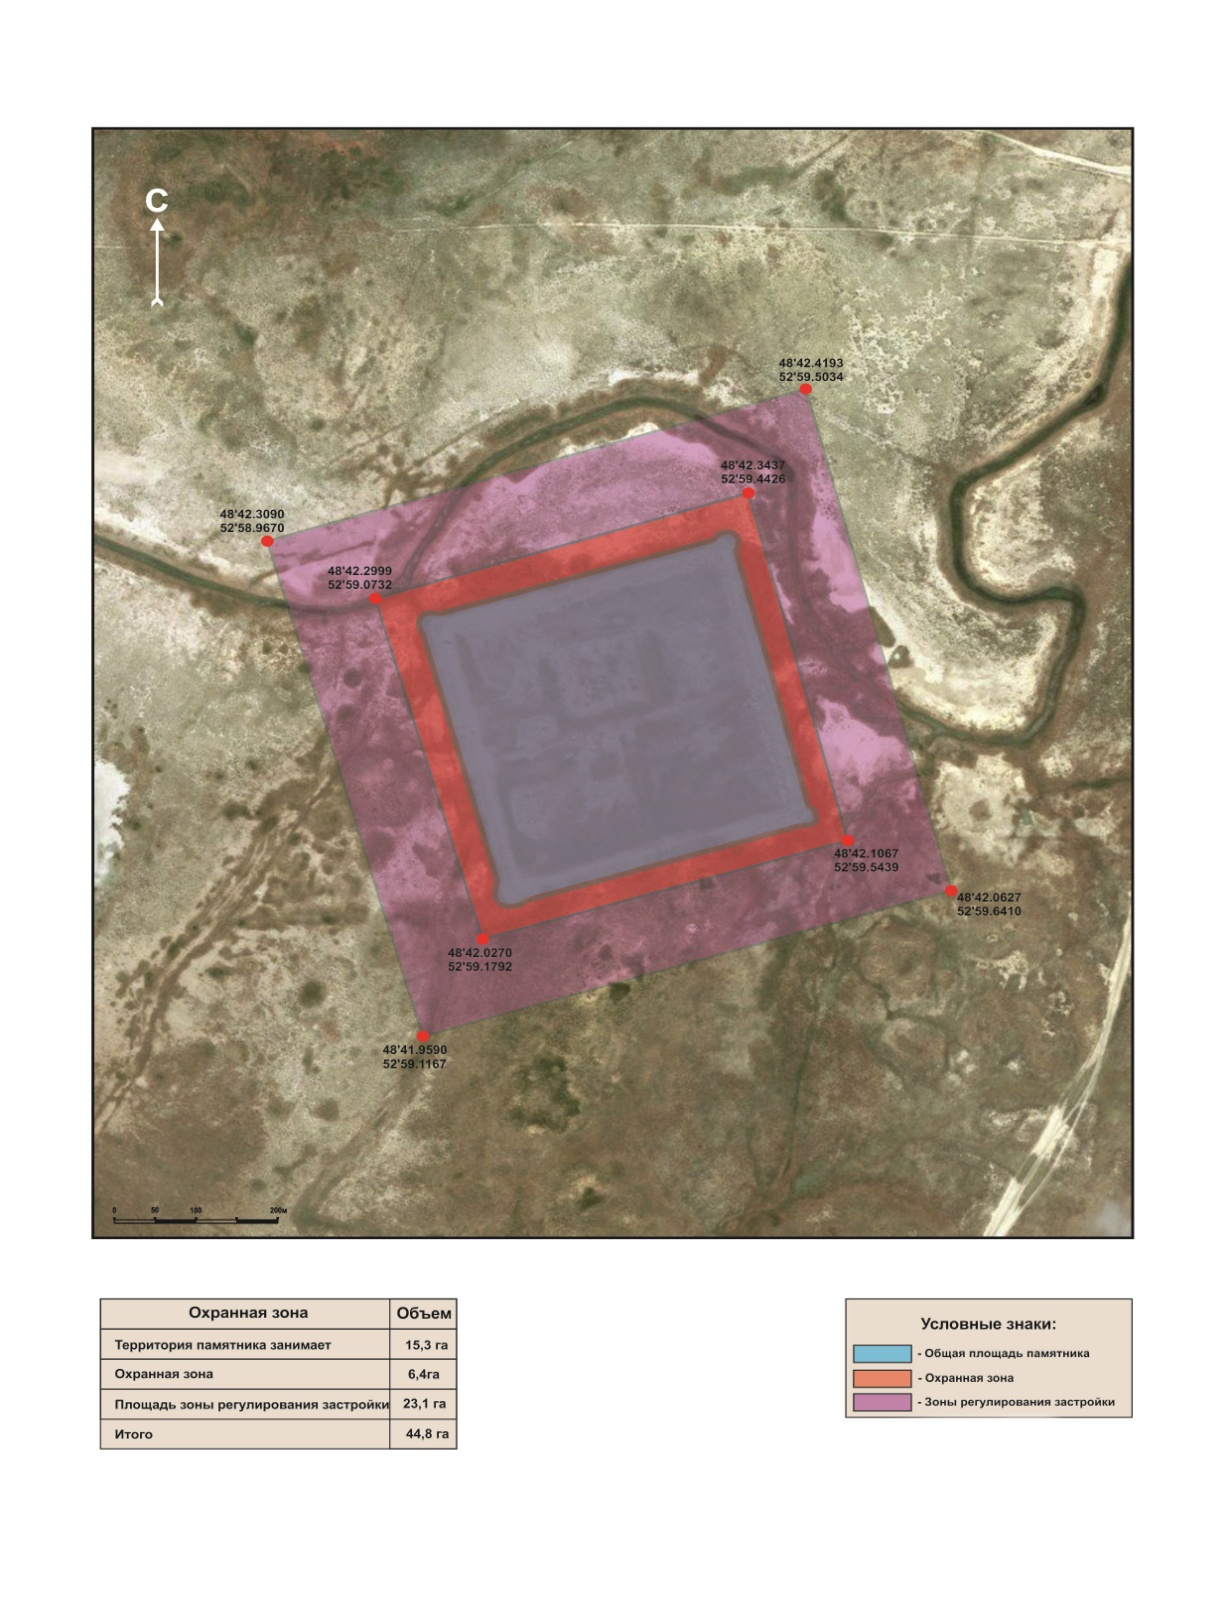 С
48'42.4193
52'59.5034
48'42.3437
52'59.4426
48'42.3090
52'58.9670
48'42.2999
52'59.0732
48'42.1067
52'59.5439
48'42.0627
52'59.6410
48'42.0270
52'59.1792
48'41.9590
52'59.1167
0 50 100 200м
Охранная зона Объем
Территория памятника занимает 15,3 га
Охранная зона 6,4га
Площадь зоны регулирования застройки 23,1 га
Итого 44,8 га
Условные знаки:
- Общая площадь памятника
- Охранная зона
- Зоны регулирования застройки